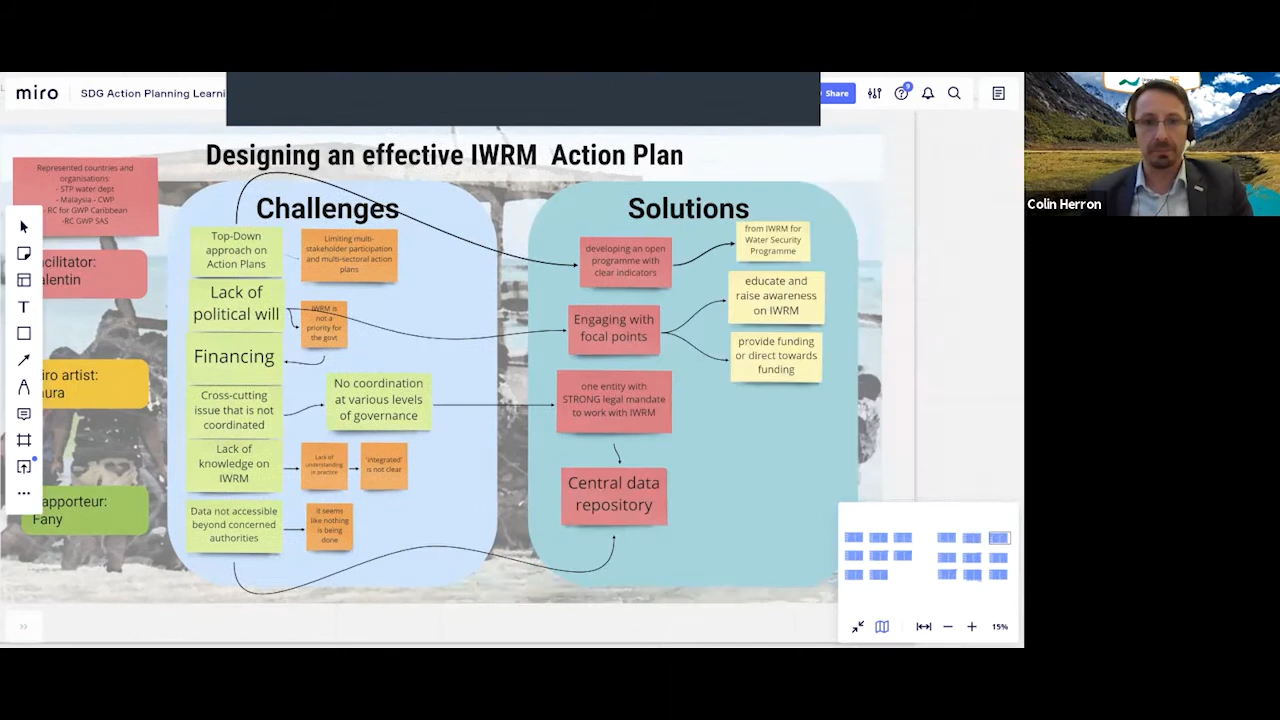 miro
SDG Action Planning Learni
Share
Designing an effective IWRM Action Plan
Represented countries and
organisations:
- STP water dept
- Malaysia - CWP
- RC for GWP Caribbean
-RC GWP SAS
acilitator:
alentin
iro artist:
aura
apporteur:
Fany
Challenges
Top-Down
approach on
Action Plans
Limiting multi-
stakeholder participation
and multi-sectoral action
plans
Lack of
political will
IWRM is
not a
priority for
the govt
Financing
Cross-cutting
issue that is not
coordinated
No coordination
at various levels
of governance
Lack of
knowledge on
IWRM
Lack of
understanding
in practice
'integrated'
is not clear
Data not accessible
beyond concerned
authorities
it seems
like nothing
is being
done
Solutions
developing an open
programme with
clear indicators
from IWRM for
Water Security
Programme
Engaging with
focal points
educate and
raise awareness
on IWRM
provide funding
or direct towards
funding
one entity with
STRONG legal mandate
to work with IWRM
Central data
repository
15%
Colin Herron